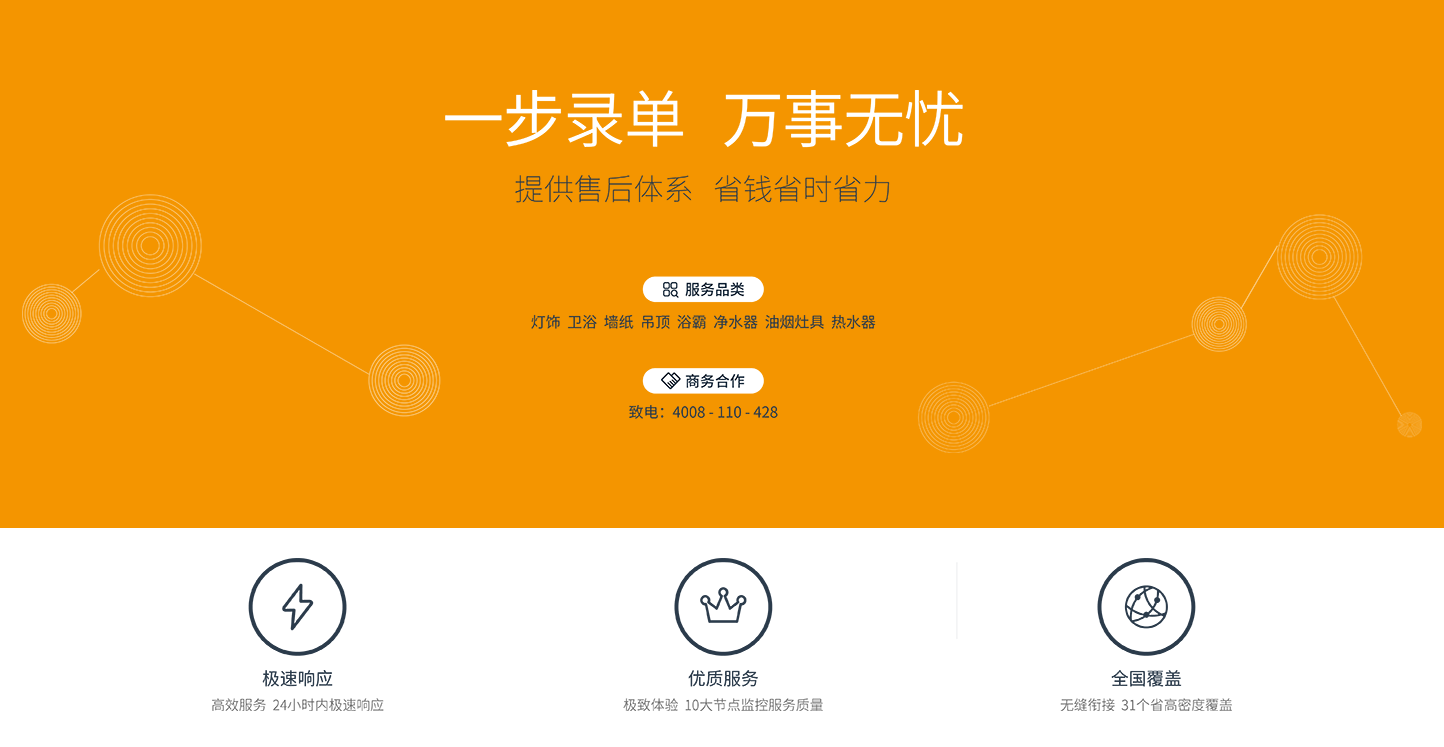 一步录单 万事无忧
提供售后体系 省钱省时省力
服务品类
灯饰 卫浴 墙纸 吊顶 浴霸 净水器 油烟灶具 热水器
商务合作
致电：4008 - 110 - 428
极速响应
高效服务 24小时内极速响应
优质服务
极致体验 10大节点监控服务质量
全国覆盖
无缝衔接 31个省高密度覆盖